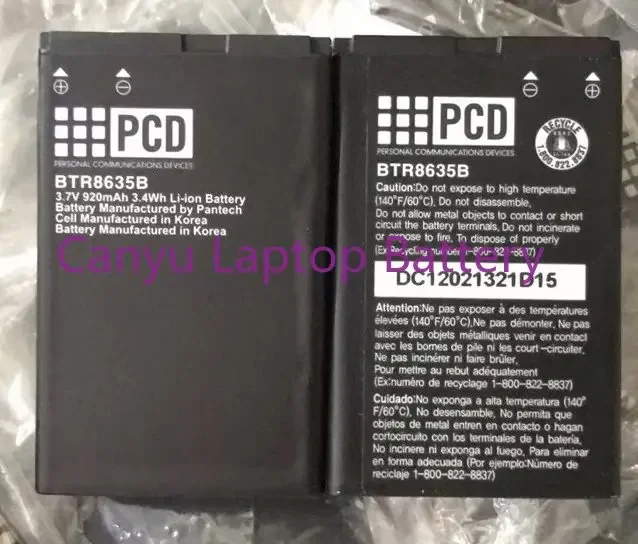 PCD
PERSONAL COMMUNICATIONS DEVICES
BTR8635B
3.7V 920mAh 3.4Wh Li-ion Battery
Battery Manufactured by Pantech
Cell Manufactured in Korea
Battery Manufactured in Korea
PCD
PERSONAL COMMUNICATIONS DEVICES
RECYCLE
1.800.822.8837
BTR8635B
Caution:Do not expose to high temperature
(140°F/60°C). Do not disassemble.
Do not allow metal objects to contact or short
circuit the battery terminals. Do not incinerate
or expose to fire. To dispose of properly
DC12021321D15
Attention:Ne pas exposer à des températures
élevées (140°F/60°C).Ne pas démonter. Ne pas
laisser d'objets métalliques venir en contact
avec les bornes de pile ni les court-circuiter.
Ne pas incinérer ni faire brûler.
Pour mettre au rebut adéquatement
(Ex:numéro de recyclage 1-800-822-8837)
Cuidado:No exponga a alta temperatura (140°
F/60°C). No desensamble. No permita que
objetos de metal entren en contacto o hagan
cortocircuito con los terminales de la batería.
No incinere ni exponga al fuego. Para eliminar
en forma adecuada (Por ejemplo:Número de
reciclaje 1-800-822-8837)
Canyu Laptop Battery